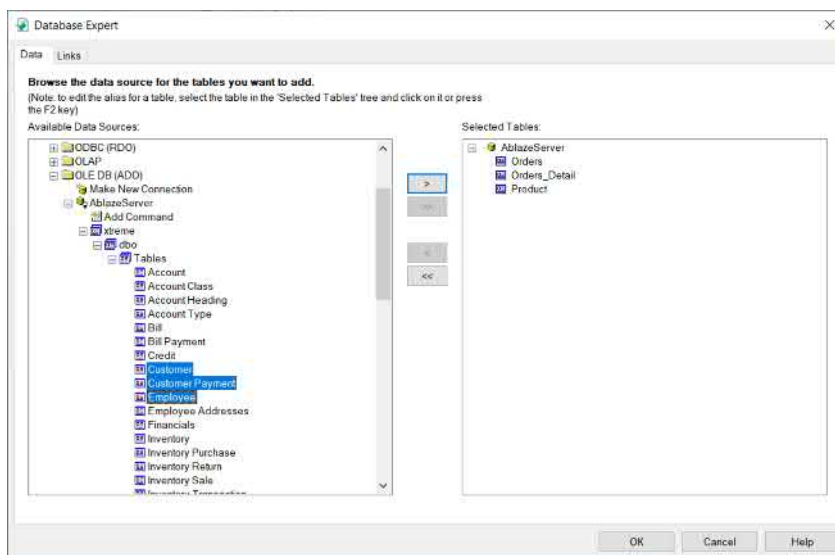 Database Expert
Data
Links
Browse the data source for the tables you want to add.
(Note: to edit the alias for a table, select the table in the 'Selected Tables' tree and click on it or press
the F2 key)
Available Data Sources:
Selected Tables:
ODBC (RDO)
OLAP
OLE DB (ADO)
Make New Connection
AblazeServer
Add Command
xtreme
dbo
Tables
Account
Account Class
Account Heading
Account Type
Bill
Bill Payment
Credit
Customer
Customer Payment
Employee
Employee Addresses
Financials
Inventory
Inventory Purchase
Inventory Return
Inventory Sale
Inventory Transaction
>
>>
<
<<
AblazeServer
Orders
Orders_Detail
Product
OK
Cancel
Help